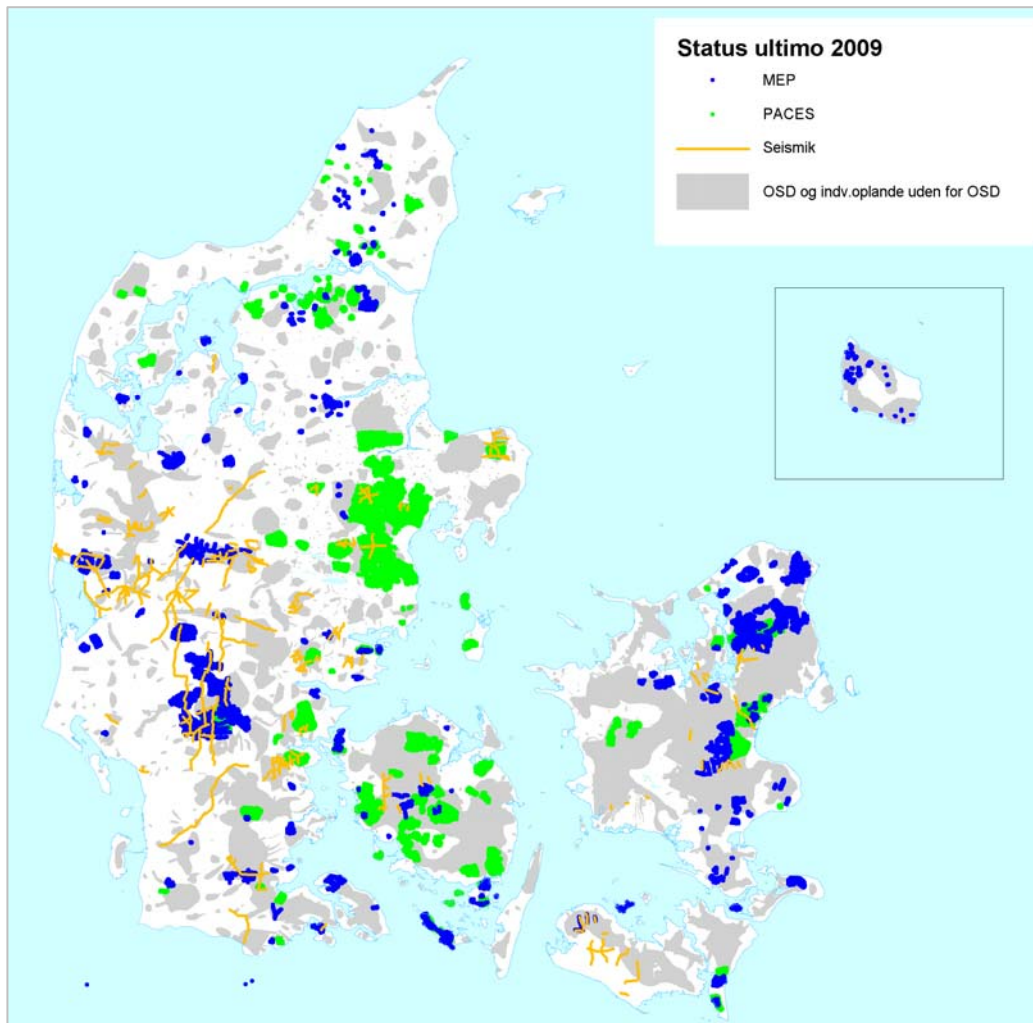 Status ultimo 2009
MEP
PACES
Seismik
OSD og indv.oplande uden for OSD